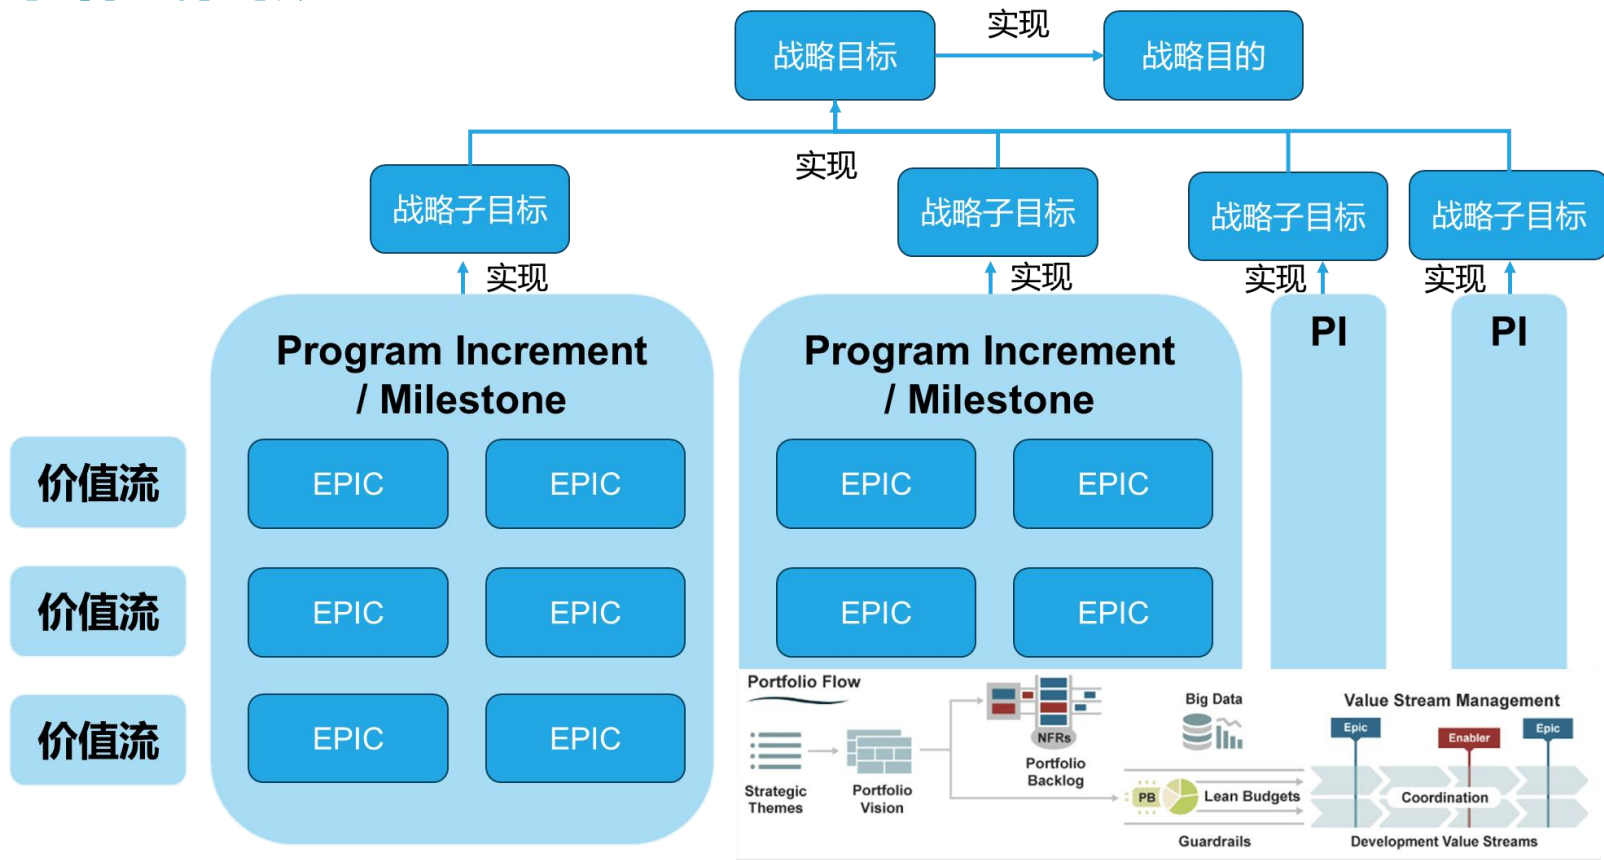 实现
战略目标
战略目的
实现
战略子目标
战略子目标
战略子目标
战略子目标
实现
实现
实现
实现
Program Increment
/ Milestone
Program Increment
/ Milestone
PI
PI
价值流
EPIC
EPIC
EPIC
EPIC
价值流
EPIC
EPIC
EPIC
EPIC
价值流
EPIC
EPIC
Portfolio Flow
Strategic
Themes
Portfolio
Vision
NFRs
Portfolio
Backlog
Big Data
PB
Lean Budgets
Guardrails
Value Stream Management
Epic
Enabler
Epic
Coordination
Development Value Streams